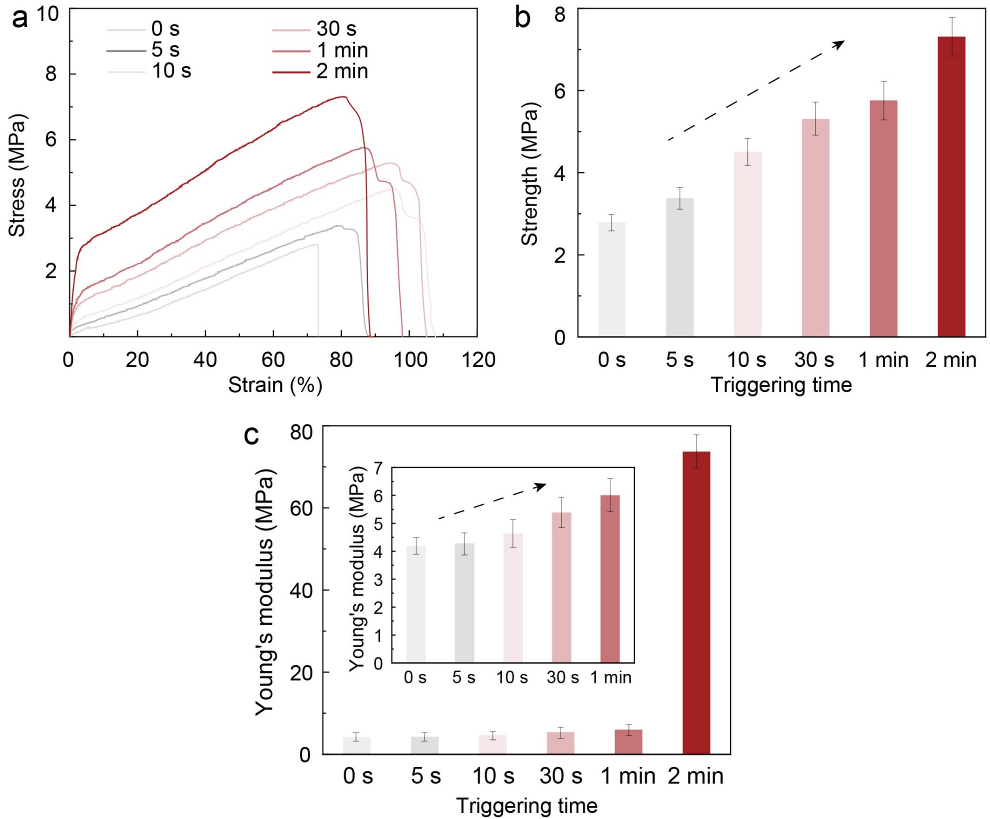 a
10
8
6
4
2
0 20 40 60 80 100 120
Stress (MPa)
Strain (%)
0 s
5 s
10 s
30 s
1 min
2 min
b
8
6
4
2
0
Strength (MPa)
0 s 5 s 10 s 30 s 1 min 2 min
Triggering time
c
80
60
40
20
0
Young's modulus (MPa)
7
6
5
4
3
2
1
0
Young's modulus (MPa)
0 s 5 s 10 s 30 s 1 min
0 s 5 s 10 s 30 s 1 min 2 min
Triggering time